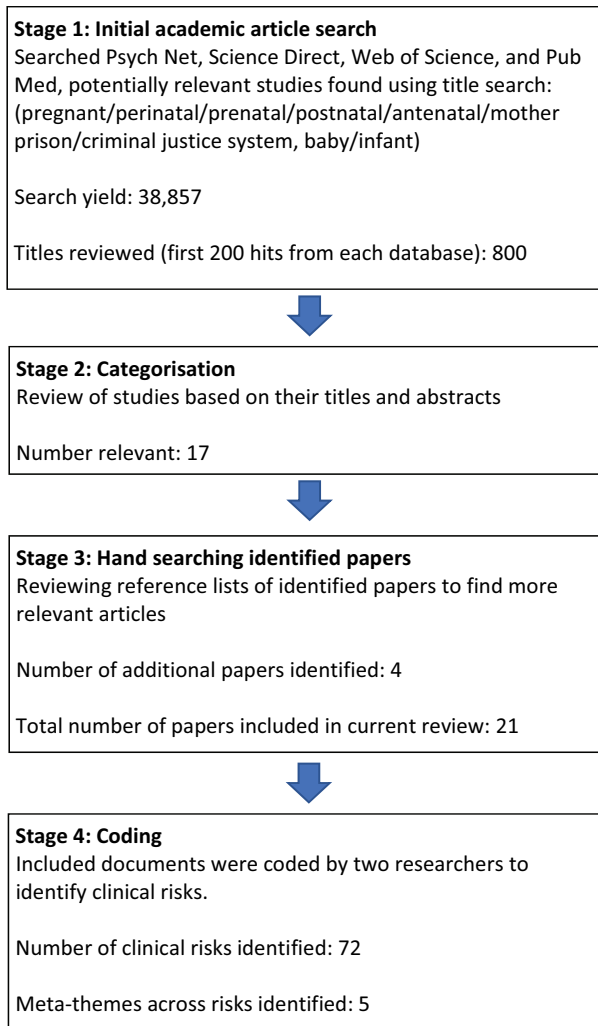 Stage 1: Initial academic article search
Searched Psych Net, Science Direct, Web of Science, and Pub
Med, potentially relevant studies found using title search:
(pregnant/perinatal/prenatal/postnatal/antenatal/mother
prison/criminal justice system, baby/infant)
Search yield: 38,857
Titles reviewed (first 200 hits from each database): 800
Stage 2: Categorisation
Review of studies based on their titles and abstracts
Number relevant: 17
Stage 3: Hand searching identified papers
Reviewing reference lists of identified papers to find more
relevant articles
Number of additional papers identified: 4
Total number of papers included in current review: 21
Stage 4: Coding
Included documents were coded by two researchers to
identify clinical risks.
Number of clinical risks identified: 72
Meta-themes across risks identified: 5